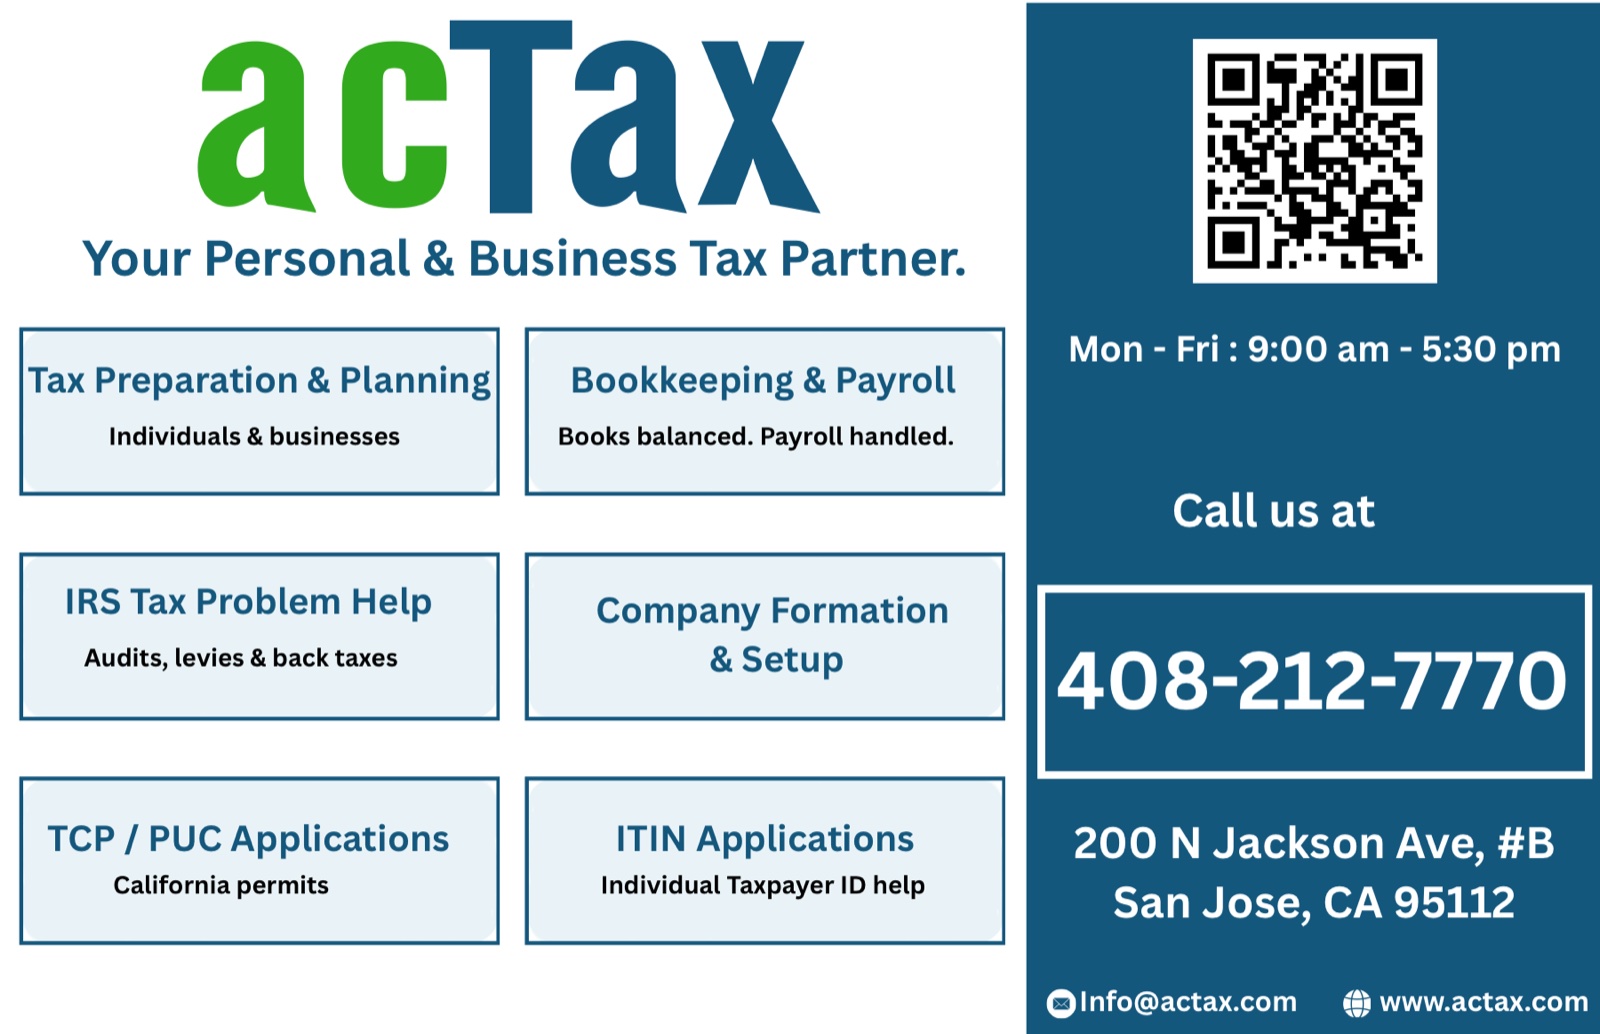 acTax
Your Personal & Business Tax Partner.
Tax Preparation & Planning
Individuals & businesses
Bookkeeping & Payroll
Books balanced. Payroll handled.
IRS Tax Problem Help
Audits, levies & back taxes
Company Formation
& Setup
TCP / PUC Applications
California permits
ITIN Applications
Individual Taxpayer ID help
Mon - Fri : 9:00 am - 5:30 pm
Call us at
408-212-7770
200 N Jackson Ave, #B
San Jose, CA 95112
Info@actax.com
www.actax.com